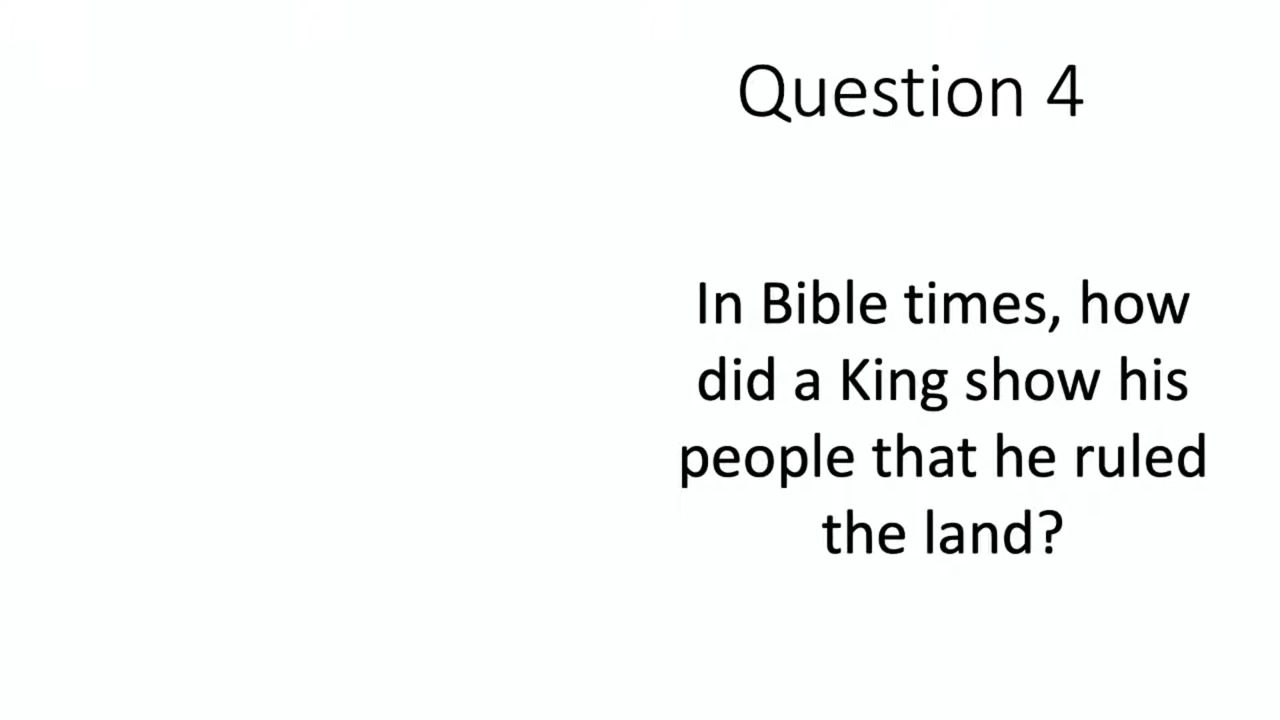 Question 4
In Bible times, how
did a King show his
people that he ruled
the land?